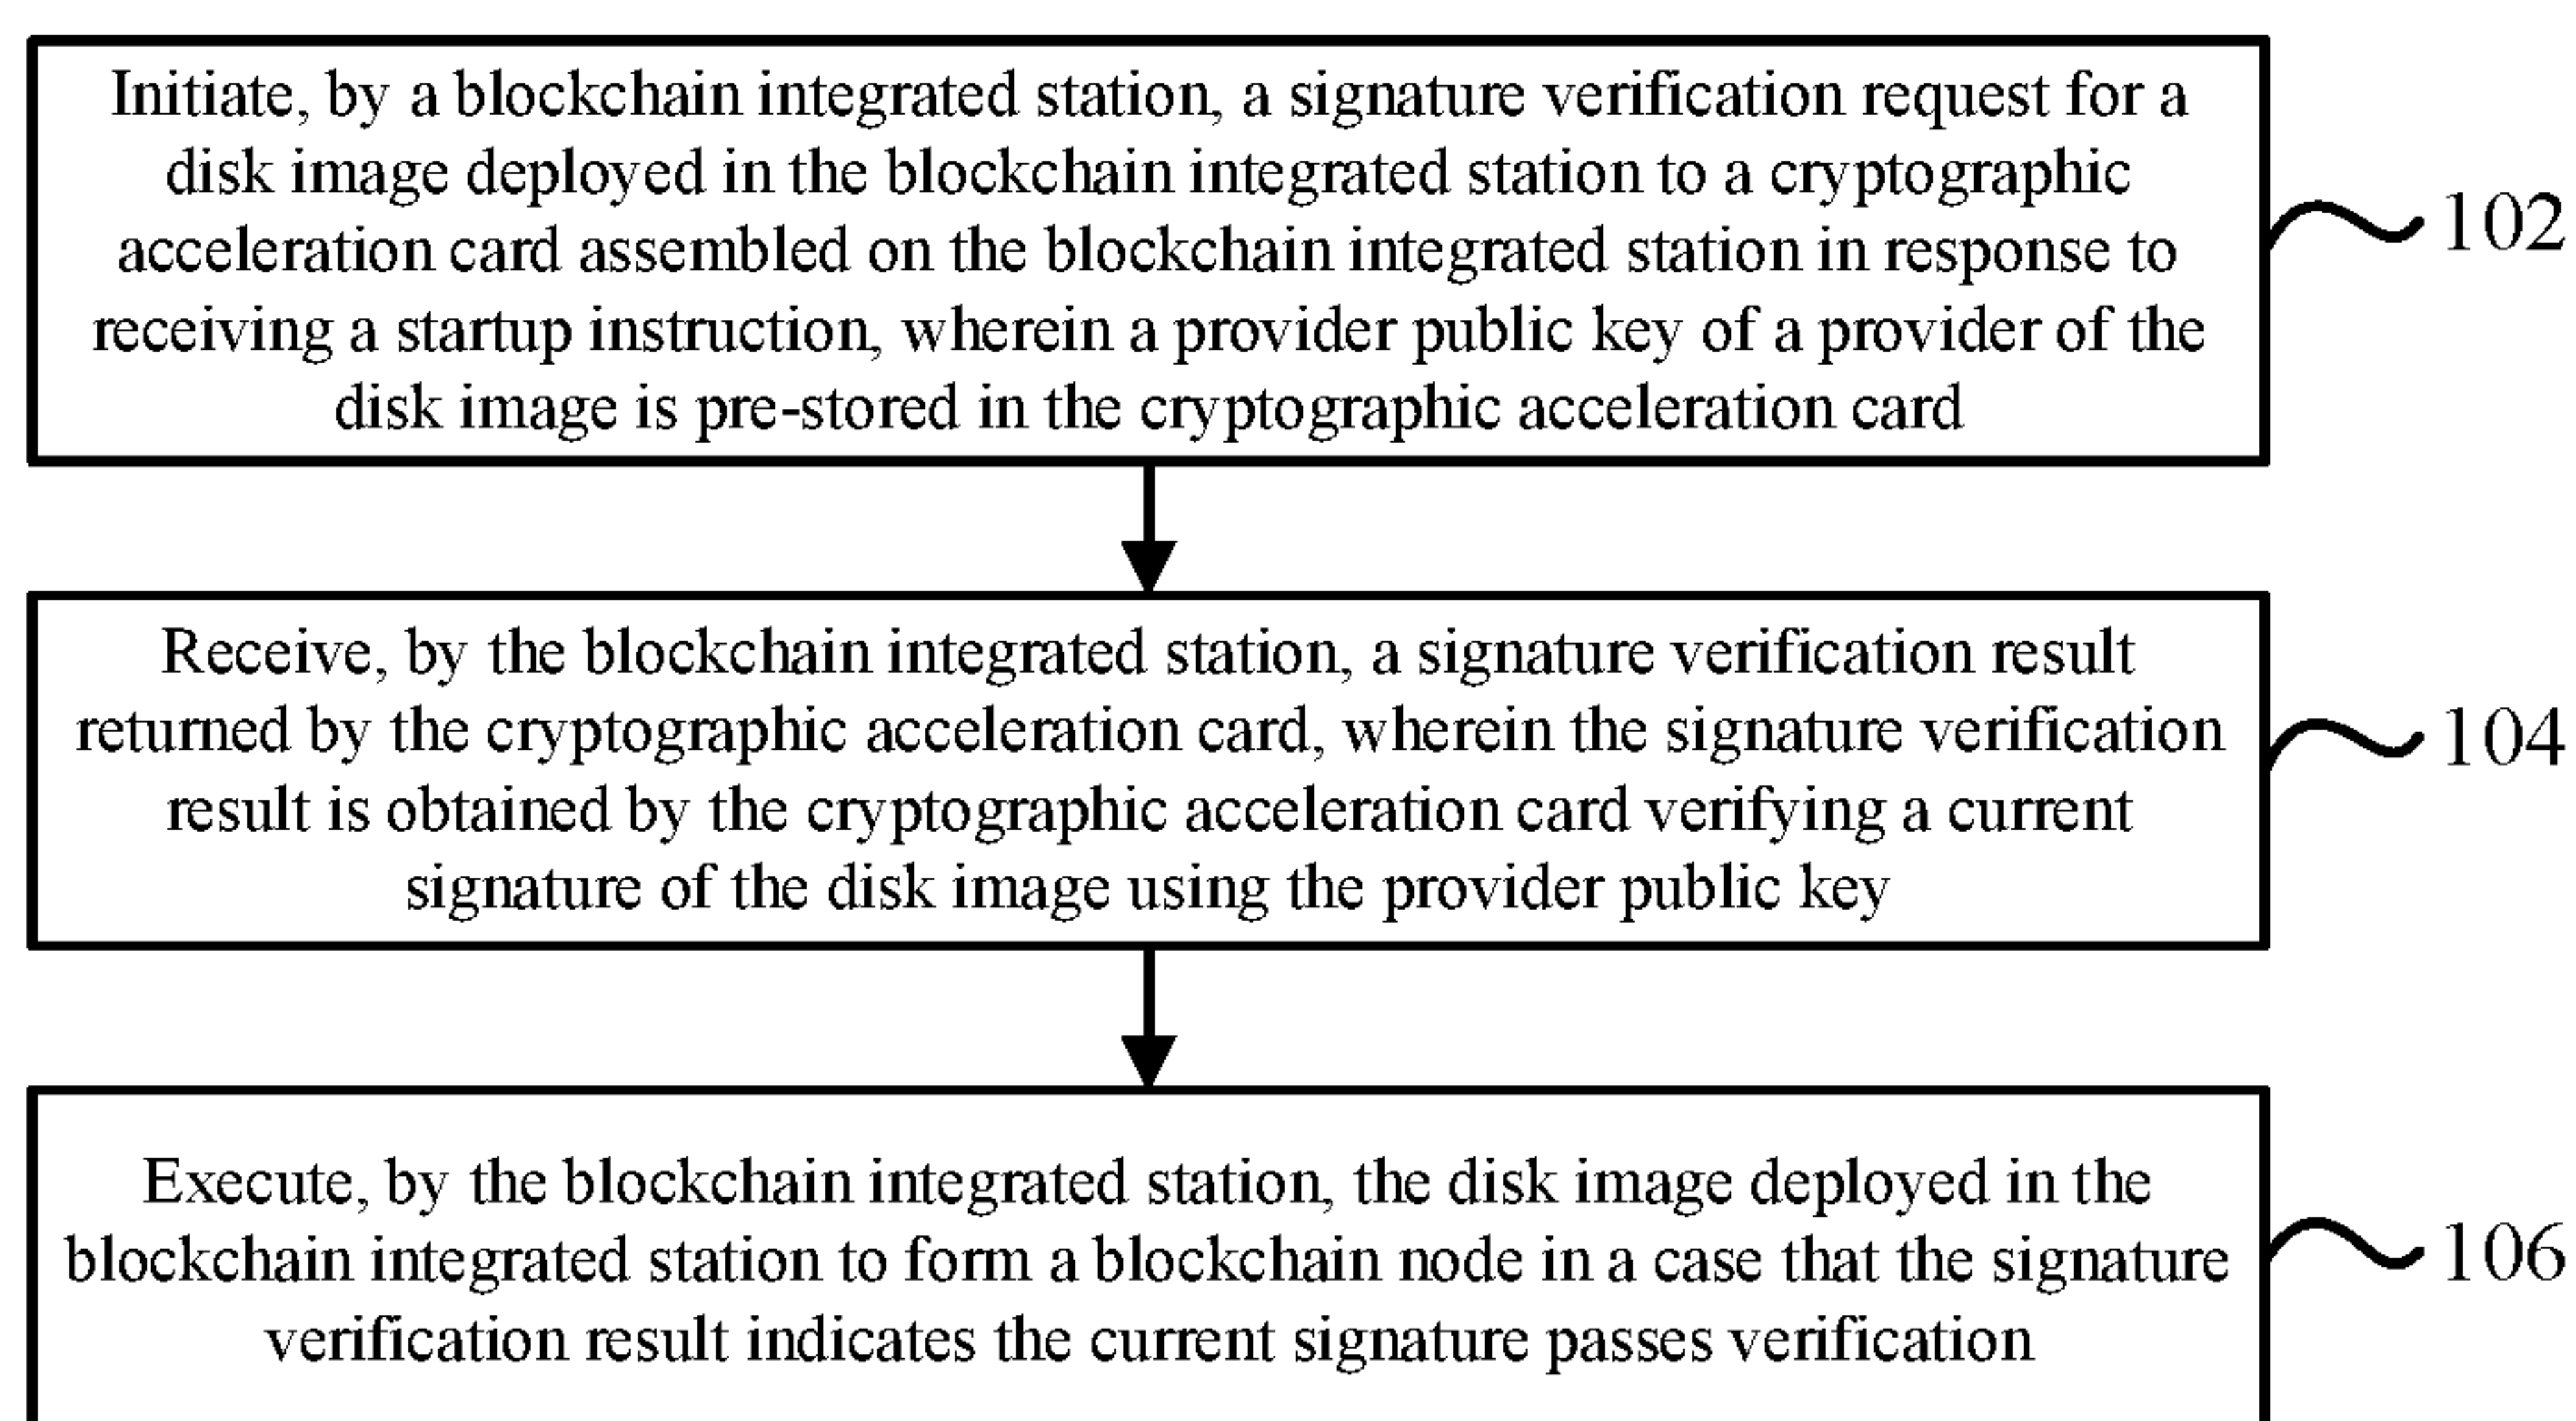 Initiate, by a blockchain integrated station, a signature verification request for a
disk image deployed in the blockchain integrated station to a cryptographic
acceleration card assembled on the blockchain integrated station in response to
receiving a startup instruction, wherein a provider public key of a provider of the
disk image is pre-stored in the cryptographic acceleration card
102
Receive, by the blockchain integrated station, a signature verification result
returned by the cryptographic acceleration card, wherein the signature verification
result is obtained by the cryptographic acceleration card verifying a current
signature of the disk image using the provider public key
104
Execute, by the blockchain integrated station, the disk image deployed in the
blockchain integrated station to form a blockchain node in a case that the signature
verification result indicates the current signature passes verification
106